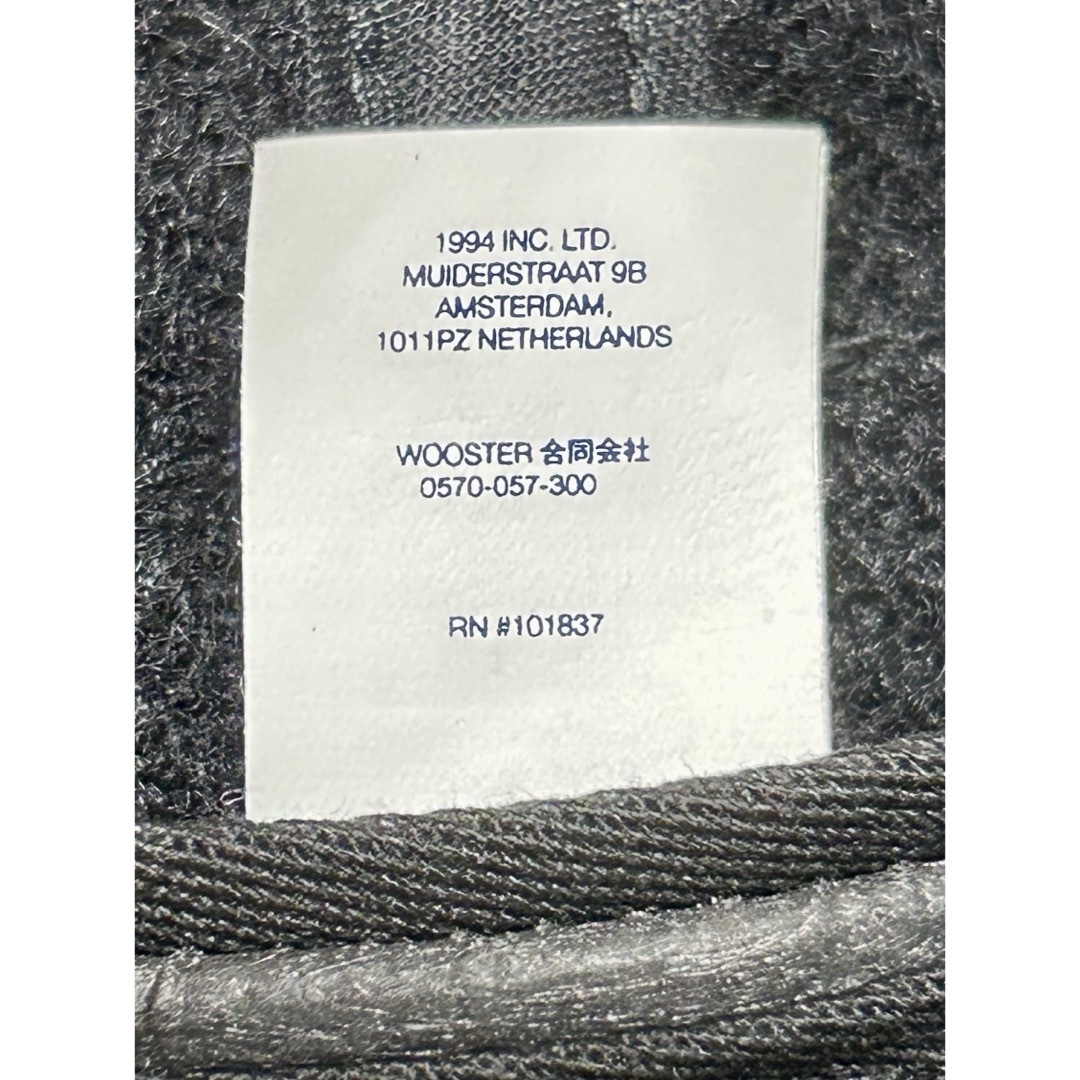 1994 INC. LTD.
MUIDERSTRAAT 9B
AMSTERDAM,
1011PZ NETHERLANDS
WOOSTER 合同会社
0570-057-300
RN #101837